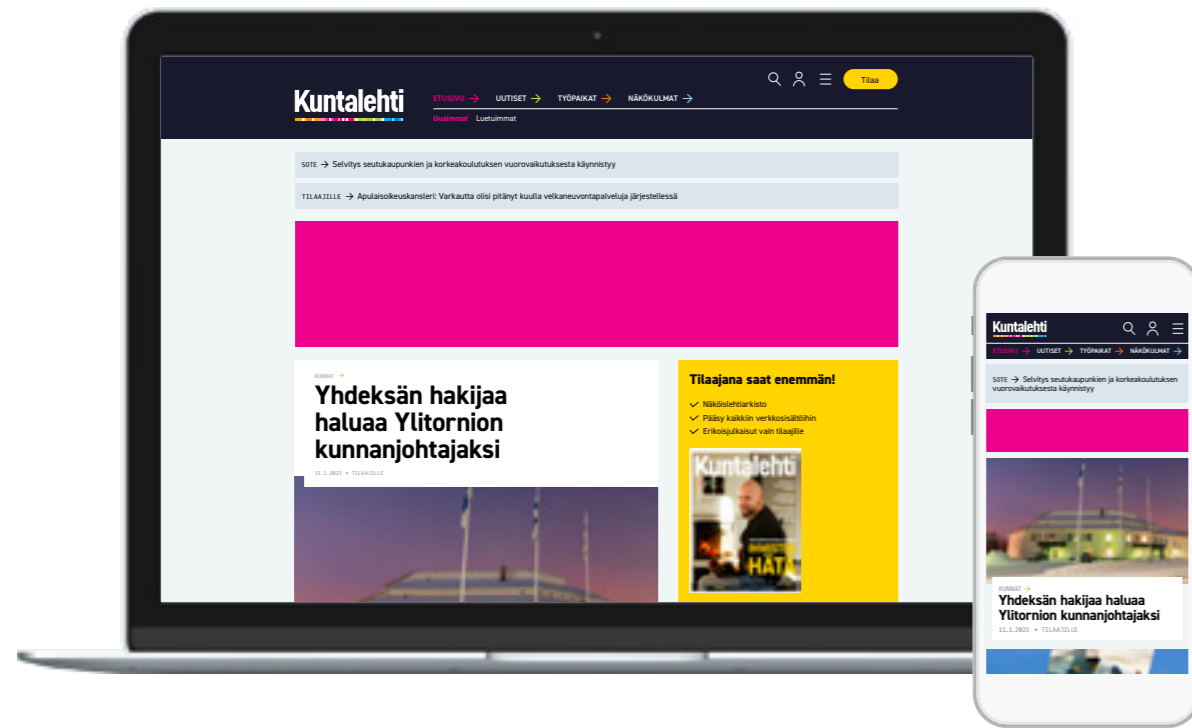 Kuntalehti
Tilaa
ETUSIVU → UUTISET → TYÖPAIKAT → NÄKÖKULMAT →
Uusimmat Luetuimmat
SOTE → Selvitys seutukaupunkien ja korkeakoulutuksen vuorovaikutuksesta käynnistyy
TILAAJILLE → Apulaisoikeuskansleri: Varkautta olisi pitänyt kuulla velkaneuvontapalveluja järjestellessä
KUNNAT →
Yhdeksän hakijaa
haluaa Ylitornion
kunnanjohtajaksi
11.1.2021 • TILAAJILLE
Tilaajana saat enemmän!
Näköislehtiarkisto
Pääsy kaikkiin verkkosisältöihin
Erikoisjulkaisut vain tilaajille
Kuntalehti
HÄTÄ
Kuntalehti
ETUSIVU → UUTISET → TYÖPAIKAT → NÄKÖKULMAT →
SOTE → Selvitys seutukaupunkien ja korkeakoulutuksen
vuorovaikutuksesta käynnistyy
KUNNAT →
Yhdeksän hakijaa haluaa
Ylitornion kunnanjohtajaksi
11.1.2021 • TILAAJILLE